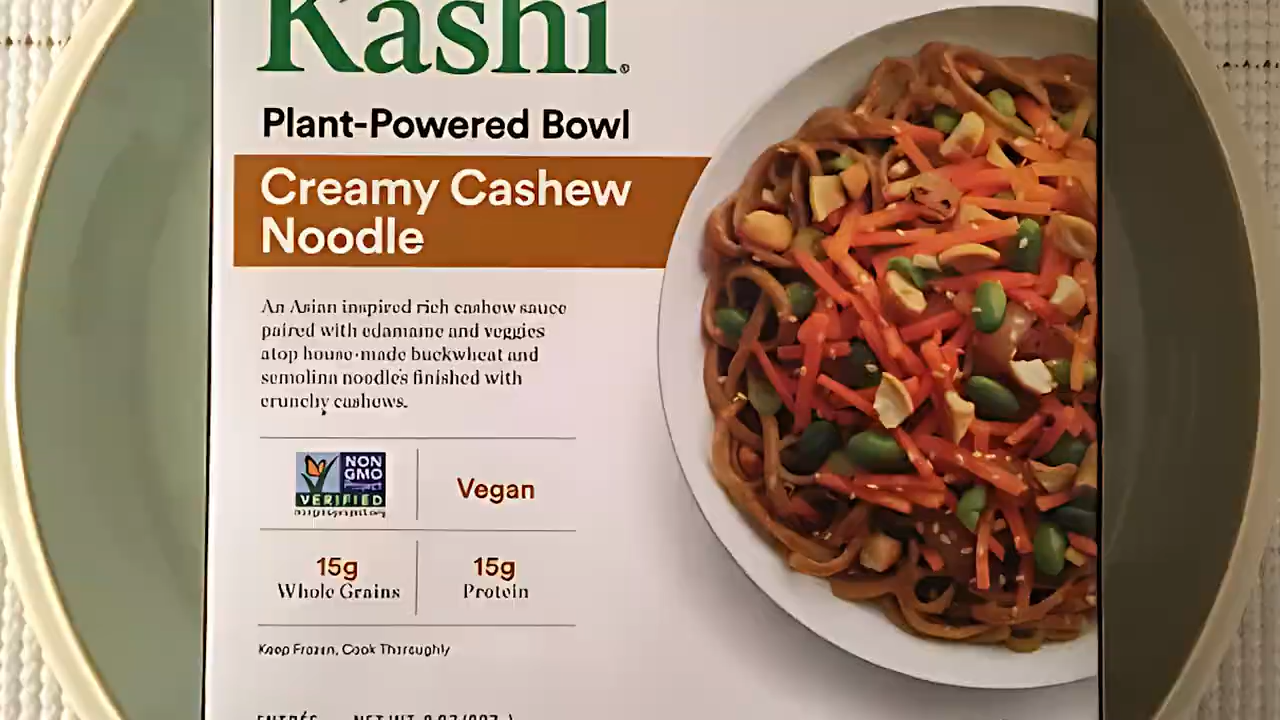 Kashi®
Plant-Powered Bowl
Creamy Cashew
Noodle
An Asian inspired rich cashew sauce
paired with edamame and veggies
atop house-made buckwheat and
semolina noodles finished with
crunchy cashews.
NON
GMO
VERIFIED
Vegan
15g
Whole Grains
15g
Protein
Keep Frozen, Cook Thoroughly